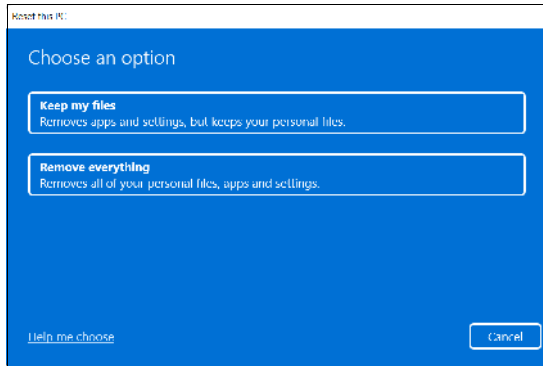 Reset this PC
Choose an option
Keep my files
Removes apps and settings, but keeps your personal files.
Remove everything
Removes all of your personal files, apps and settings.
Help me choose
Cancel